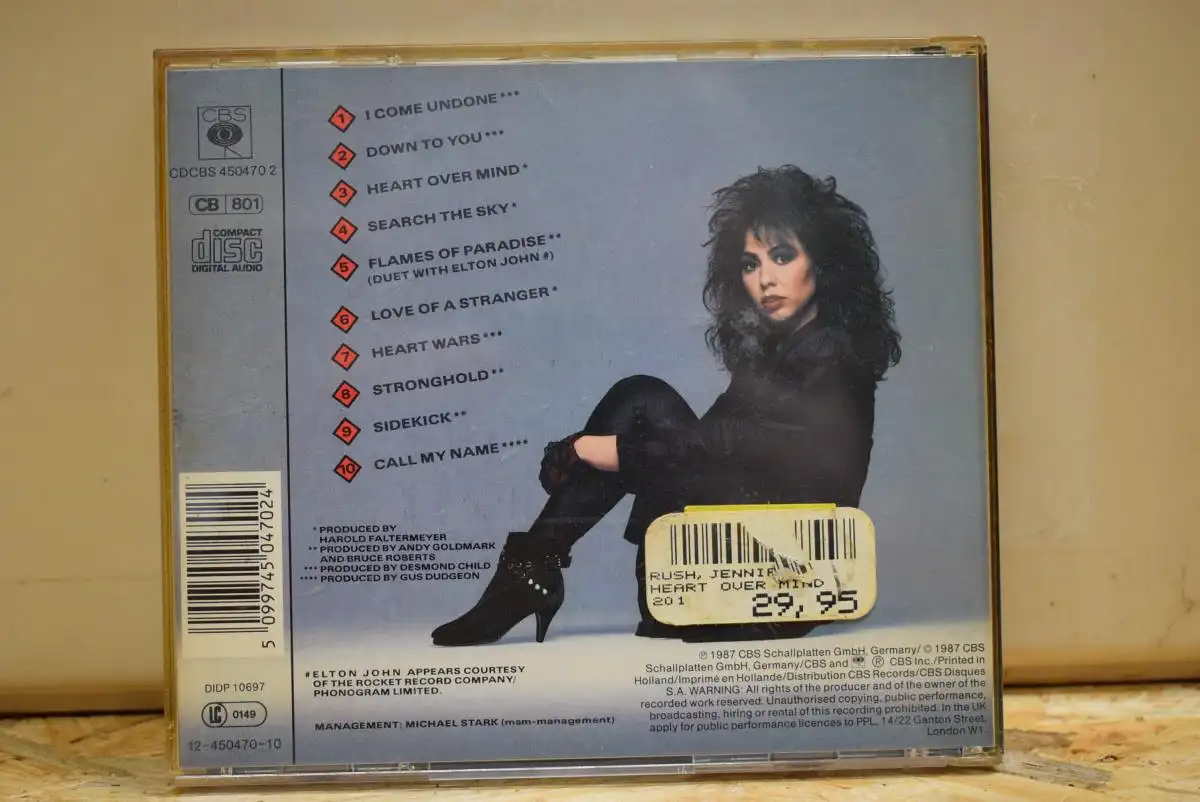 CBS
CDCBS 450470 2
CB 801
COMPACT
disc
DIGITAL AUDIO
1 I COME UNDONE***
2 DOWN TO YOU***
3 HEART OVER MIND*
4 SEARCH THE SKY*
5 FLAMES OF PARADISE**
(DUET WITH ELTON JOHN #)
6 LOVE OF A STRANGER*
7 HEART WARS***
8 STRONGHOLD**
9 SIDEKICK**
10 CALL MY NAME****
* PRODUCED BY
HAROLD FALTERMEYER
** PRODUCED BY ANDY GOLDMARK
AND BRUCE ROBERTS
*** PRODUCED BY DESMOND CHILD
**** PRODUCED BY GUS DUDGEON
5 099745 047024
DIDP 10697
LC 0149
12-450470-10
#ELTON JOHN APPEARS COURTESY
OF THE ROCKET RECORD COMPANY/
PHONOGRAM LIMITED.
MANAGEMENT: MICHAEL STARK (msm-management)
RUSH, JENNIF
HEART OVER MIND
201
29,95
℗ 1987 CBS Schallplatten GmbH, Germany/ © 1987 CBS
Schallplatten GmbH, Germany/CBS and ® CBS Inc./Printed in
Holland/Imprimé en Hollande/Distribution CBS Records/CBS Disques
S.A. WARNING: All rights of the producer and of the owner of the
recorded work reserved. Unauthorised copying, public performance,
broadcasting, hiring or rental of this recording prohibited. In the UK
apply for public performance licences to PPL, 14/22 Ganton Street,
London W1.